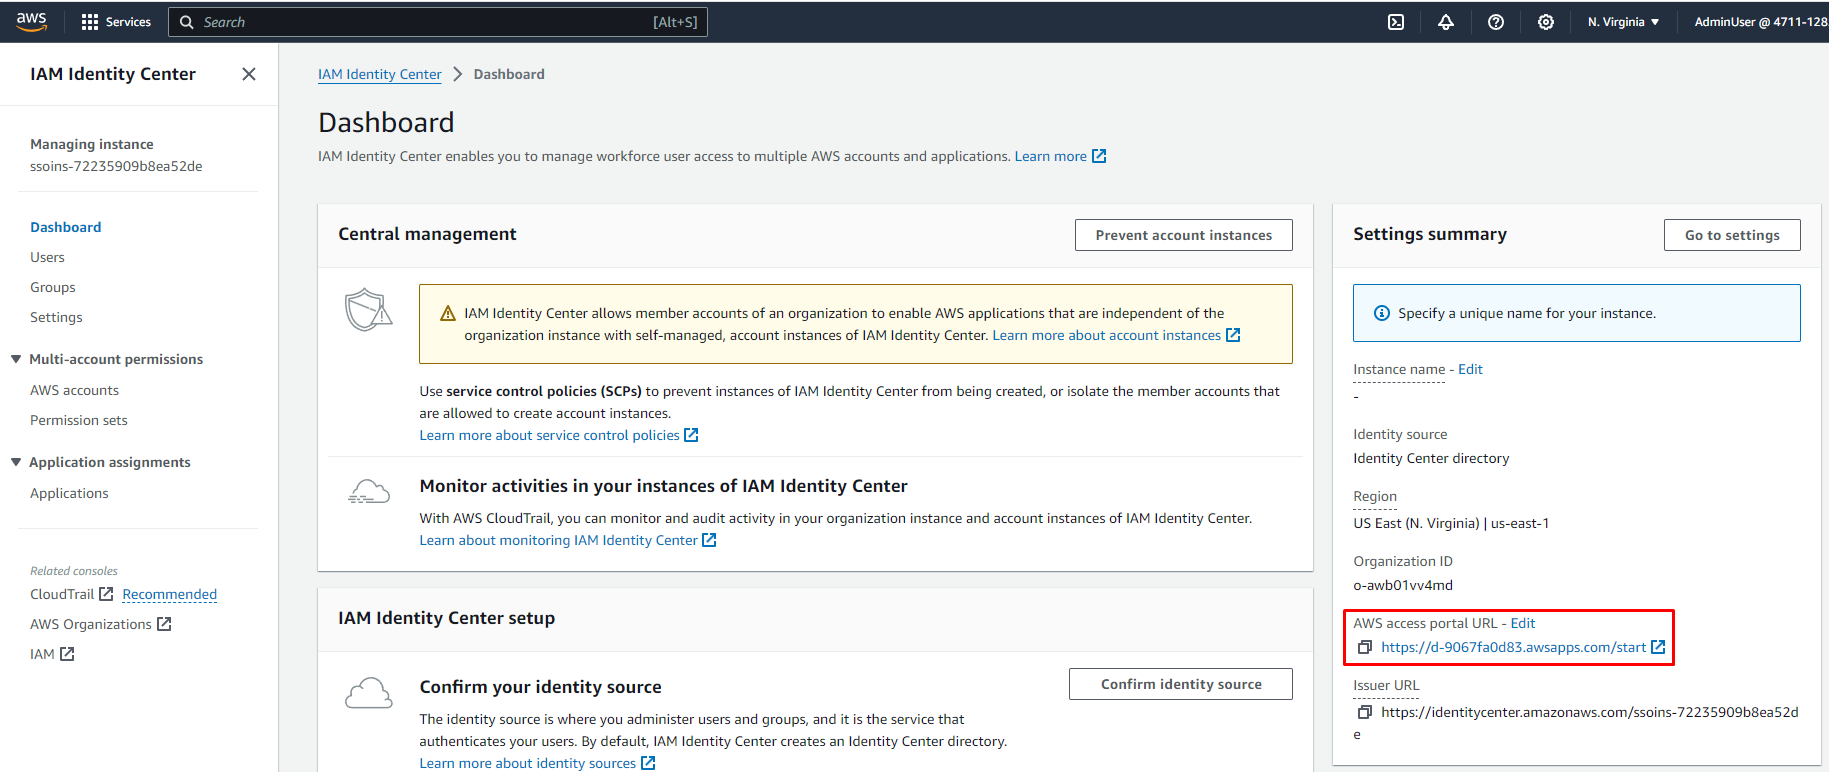 aws
Services
Search
[Alt+S]
N. Virginia
AdminUser @ 4711-128
IAM Identity Center
Managing instance
ssoins-72235909b8ea52de
Dashboard
Users
Groups
Settings
Multi-account permissions
AWS accounts
Permission sets
Application assignments
Applications
Related consoles
CloudTrail Recommended
AWS Organizations
IAM
IAM Identity Center > Dashboard
Dashboard
IAM Identity Center enables you to manage workforce user access to multiple AWS accounts and applications. Learn more
Central management
Prevent account instances
IAM Identity Center allows member accounts of an organization to enable AWS applications that are independent of the
organization instance with self-managed, account instances of IAM Identity Center. Learn more about account instances
Use service control policies (SCPs) to prevent instances of IAM Identity Center from being created, or isolate the member accounts that
are allowed to create account instances.
Learn more about service control policies
Monitor activities in your instances of IAM Identity Center
With AWS CloudTrail, you can monitor and audit activity in your organization instance and account instances of IAM Identity Center.
Learn about monitoring IAM Identity Center
IAM Identity Center setup
Confirm your identity source
Confirm identity source
The identity source is where you administer users and groups, and it is the service that
authenticates your users. By default, IAM Identity Center creates an Identity Center directory.
Learn more about identity sources
Settings summary
Go to settings
Specify a unique name for your instance.
Instance name - Edit
-
Identity source
Identity Center directory
Region
US East (N. Virginia) | us-east-1
Organization ID
o-awb01vv4md
AWS access portal URL - Edit
https://d-9067fa0d83.awsapps.com/start
Issuer URL
https://identitycenter.amazonaws.com/ssoins-72235909b8ea52d
e